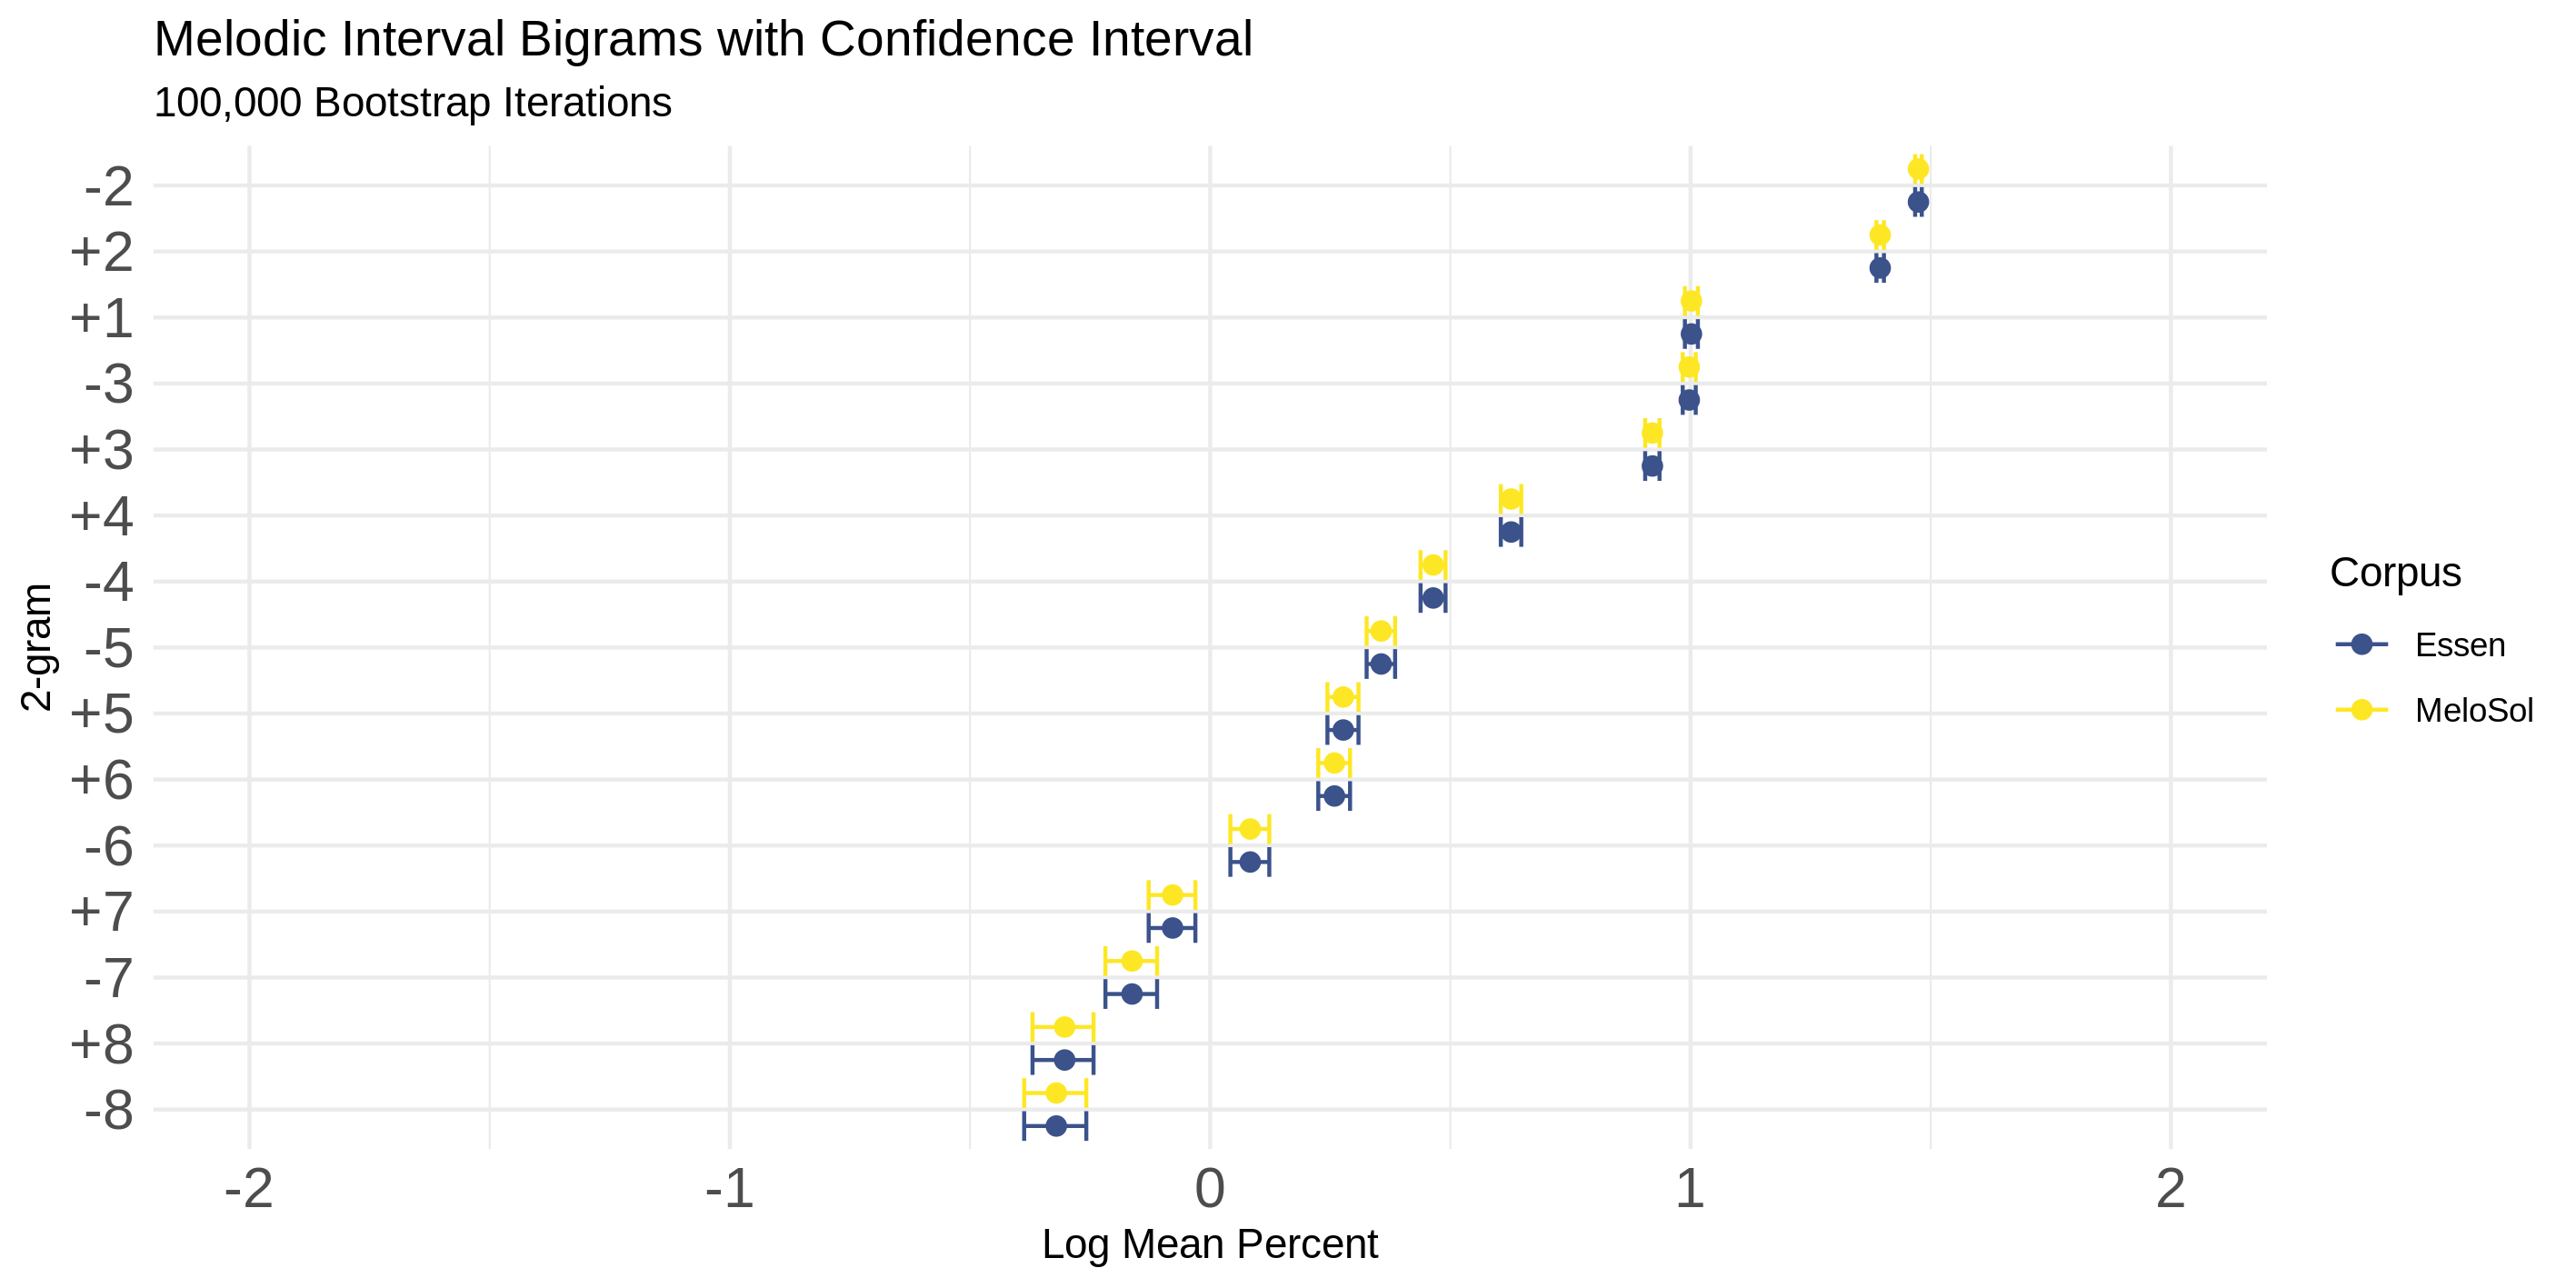 Melodic Interval Bigrams with Confidence Interval
100,000 Bootstrap Iterations
2-gram
-2
+2
+1
-3
+3
+4
-4
-5
+5
+6
-6
+7
-7
+8
-8
-2 -1 0 1 2
Log Mean Percent
Corpus
Essen
MeloSol